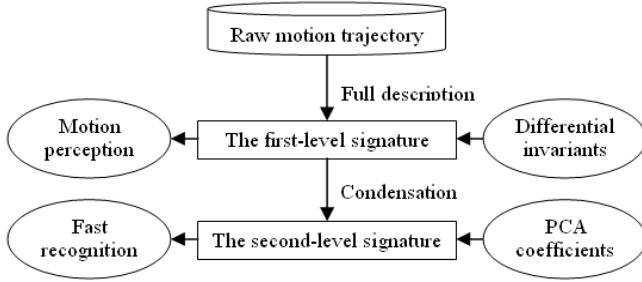 Raw motion trajectory
Full description
Motion
perception
The first-level signature
Differential
invariants
Condensation
Fast
recognition
The second-level signature
PCA
coefficients